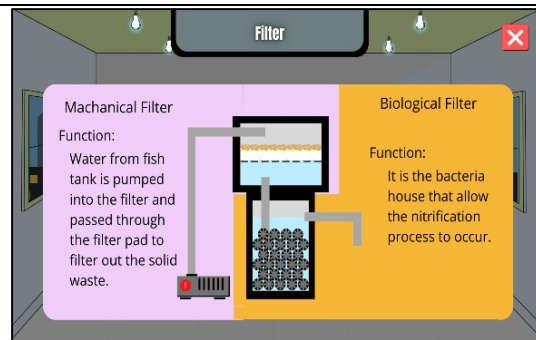 Filter
Machanical Filter
Function:
Water from fish
tank is pumped
into the filter and
passed through
the filter pad to
filter out the solid
waste.
Biological Filter
Function:
It is the bacteria
house that allow
the nitrification
process to occur.